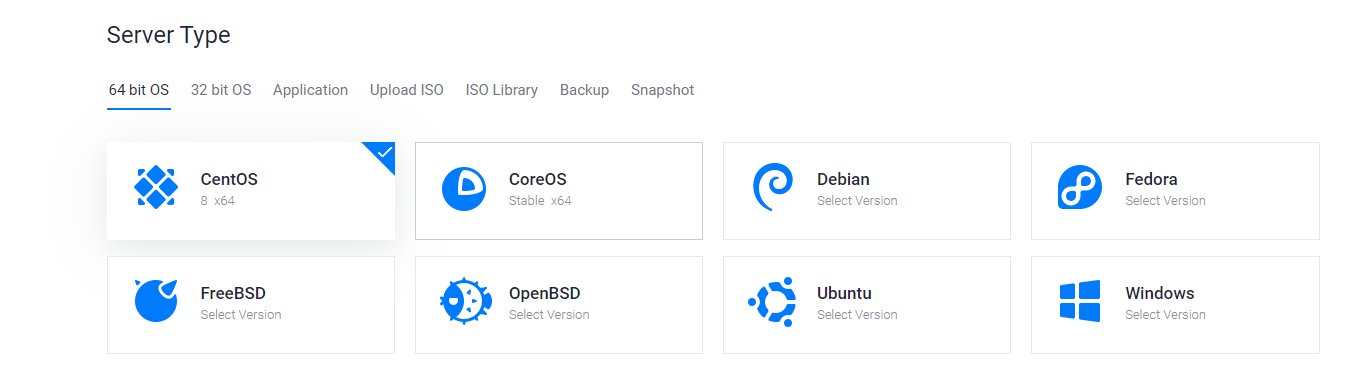 Server Type
64 bit OS 32 bit OS Application Upload ISO ISO Library Backup Snapshot
CentOS
8 x64
CoreOS
Stable x64
Debian
Select Version
Fedora
Select Version
FreeBSD
Select Version
OpenBSD
Select Version
Ubuntu
Select Version
Windows
Select Version